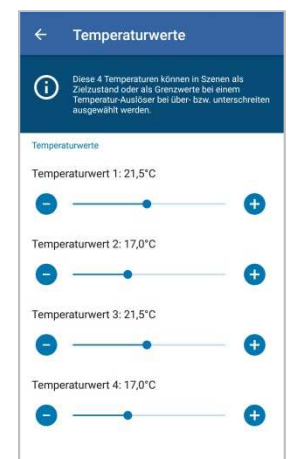 Temperaturwerte
Diese 4 Temperaturen können in Szenen als
Zielzustand oder als Grenzwerte bei einem
Temperatur-Auslöser bei über- bzw. unterschreiten
ausgewählt werden.
Temperaturwerte
Temperaturwert 1: 21,5°C
Temperaturwert 2: 17,0°C
Temperaturwert 3: 21,5°C
Temperaturwert 4: 17,0°C